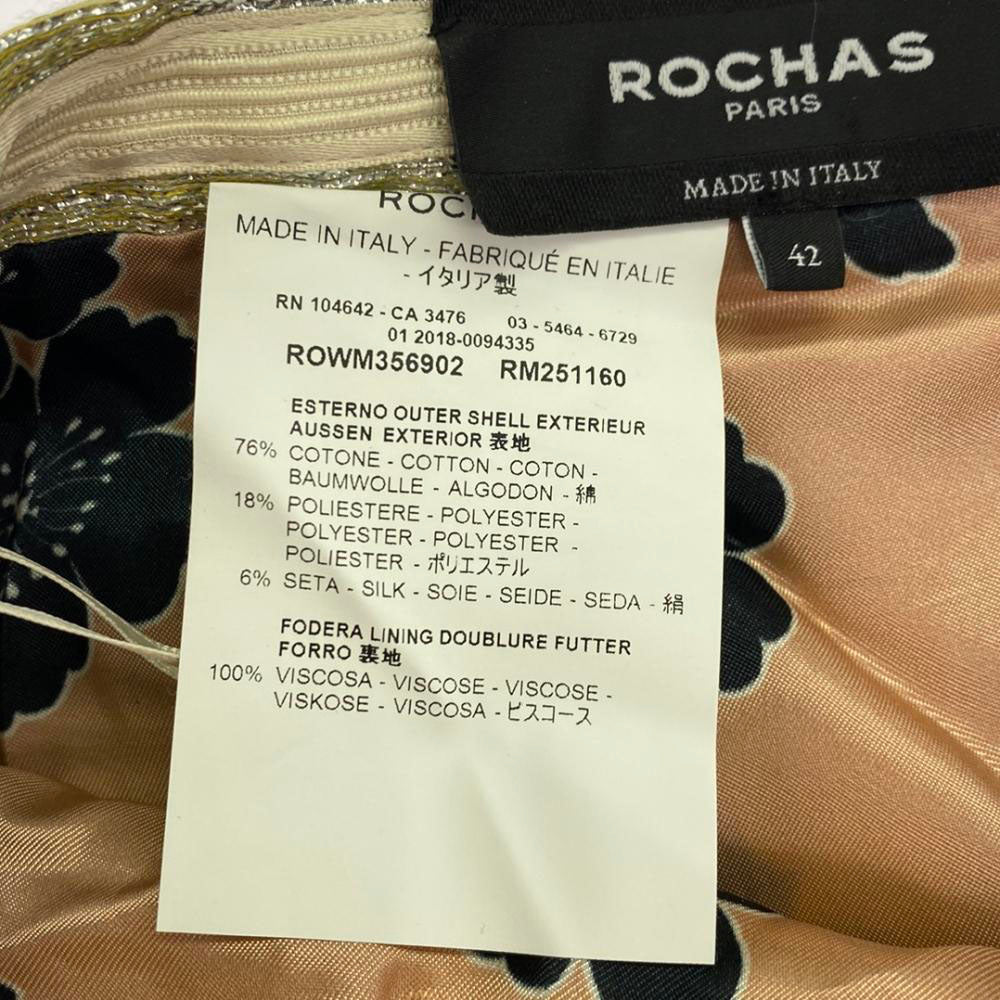 ROCHAS
PARIS
MADE IN ITALY
42
MADE IN ITALY - FABRIQUÉ EN ITALIE
- イタリア製
RN 104642 - CA 3476 03 - 5464 - 6729
01 2018-0094335
ROWM356902 RM251160
ESTERNO OUTER SHELL EXTERIEUR
AUSSEN EXTERIOR 表地
76% COTONE - COTTON - COTON -
BAUMWOLLE - ALGODON - 綿
18% POLIESTERE - POLYESTER -
POLYESTER - POLYESTER -
POLIESTER - ポリエステル
6% SETA - SILK - SOIE - SEIDE - SEDA - 絹
FODERA LINING DOUBLURE FUTTER
FORRO 裏地
100% VISCOSA - VISCOSE - VISCOSE -
VISKOSE - VISCOSA - ビスコース